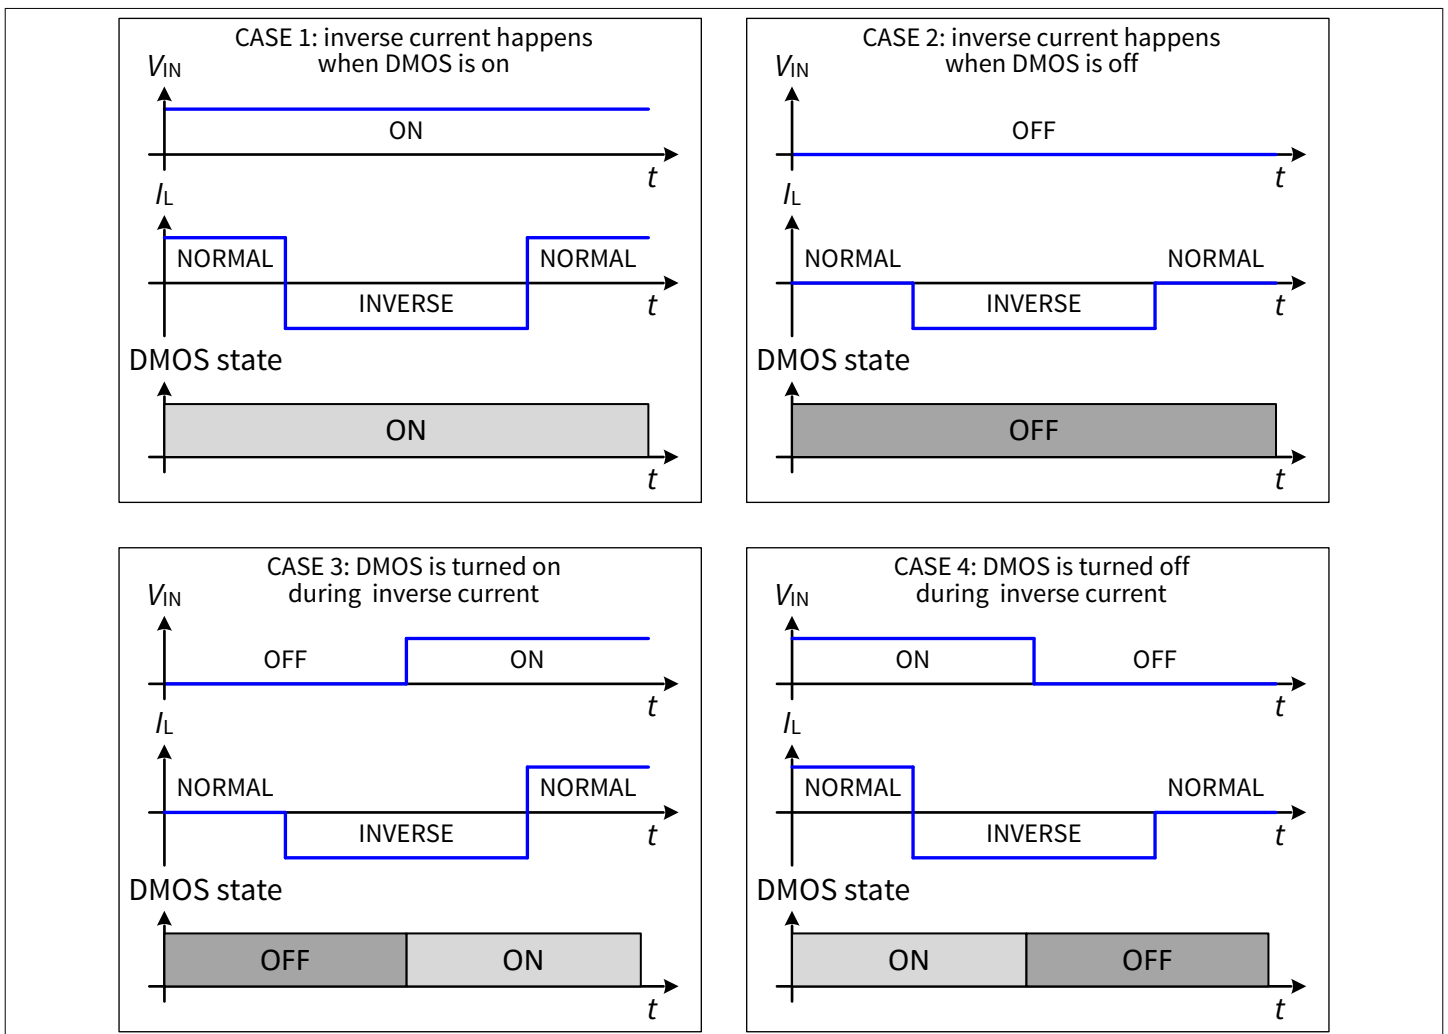 CASE 1: inverse current happens
when DMOS is on
VIN
ON
t
IL
NORMAL
NORMAL
INVERSE
t
DMOS state
ON
t
CASE 2: inverse current happens
when DMOS is off
VIN
OFF
t
IL
NORMAL
NORMAL
INVERSE
t
DMOS state
OFF
t
CASE 3: DMOS is turned on
during inverse current
VIN
OFF
ON
t
IL
NORMAL
NORMAL
INVERSE
t
DMOS state
OFF
ON
t
CASE 4: DMOS is turned off
during inverse current
VIN
ON
OFF
t
IL
NORMAL
NORMAL
INVERSE
t
DMOS state
ON
OFF
t